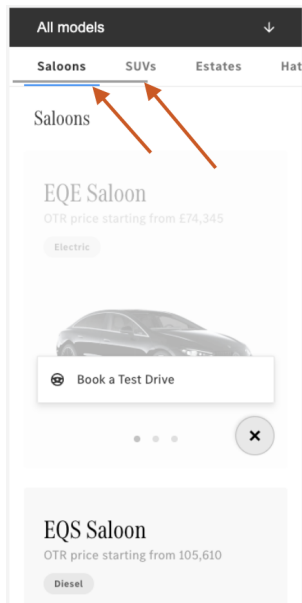 All models
Saloons SUVs Estates Hat
Saloons
EQE Saloon
OTR price starting from £74,345
Electric
Book a Test Drive
EQS Saloon
OTR price starting from 105,610
Diesel